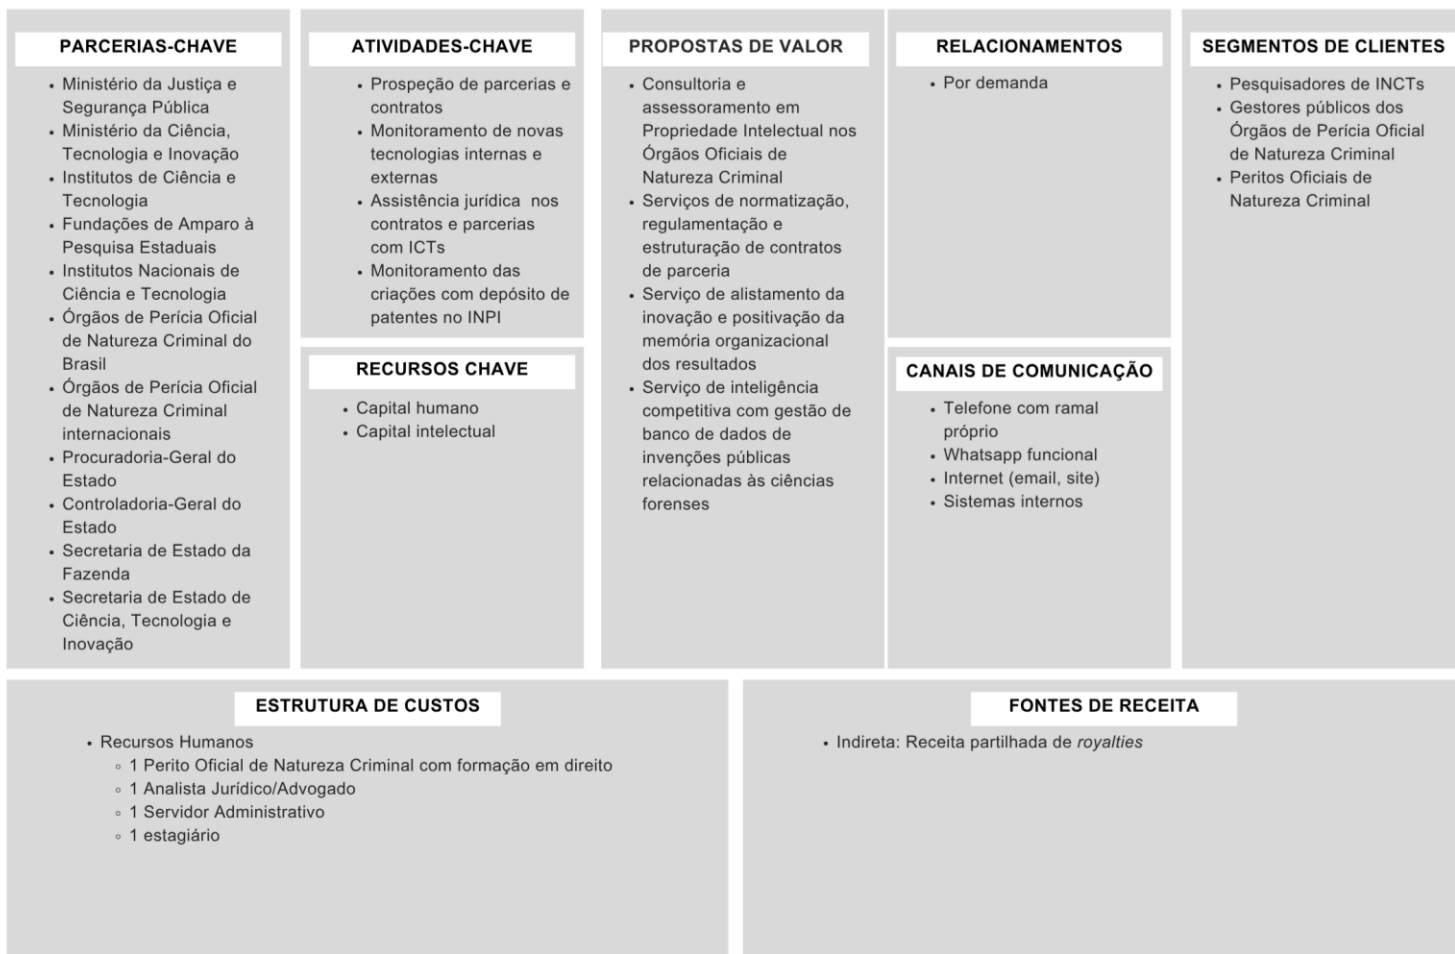 PARCERIAS-CHAVE
• Ministério da Justiça e
Segurança Pública
• Ministério da Ciência,
Tecnologia e Inovação
• Institutos de Ciência e
Tecnologia
• Fundações de Amparo à
Pesquisa Estaduais
• Institutos Nacionais de
Ciência e Tecnologia
• Órgãos de Perícia Oficial
de Natureza Criminal do
Brasil
• Órgãos de Perícia Oficial
de Natureza Criminal
internacionais
• Procuradoria-Geral do
Estado
• Controladoria-Geral do
Estado
• Secretaria de Estado da
Fazenda
• Secretaria de Estado de
Ciência, Tecnologia e
Inovação
ATIVIDADES-CHAVE
• Prospeção de parcerias e
contratos
• Monitoramento de novas
tecnologias internas e
externas
• Assistência jurídica nos
contratos e parcerias
com ICTs
• Monitoramento das
criações com depósito de
patentes no INPI
RECURSOS CHAVE
• Capital humano
• Capital intelectual
PROPOSTAS DE VALOR
• Consultoria e
assessoramento em
Propriedade Intelectual nos
Órgãos Oficiais de
Natureza Criminal
• Serviços de normatização,
regulamentação e
estruturação de contratos
de parceria
• Serviço de alistamento da
inovação e positivação da
memória organizacional
dos resultados
• Serviço de inteligência
competitiva com gestão de
banco de dados de
invenções públicas
relacionadas às ciências
forenses
RELACIONAMENTOS
• Por demanda
CANAIS DE COMUNICAÇÃO
• Telefone com ramal
próprio
• Whatsapp funcional
• Internet (email, site)
• Sistemas internos
SEGMENTOS DE CLIENTES
• Pesquisadores de INCTs
• Gestores públicos dos
Órgãos de Perícia Oficial
de Natureza Criminal
• Peritos Oficiais de
Natureza Criminal
ESTRUTURA DE CUSTOS
• Recursos Humanos
◦ 1 Perito Oficial de Natureza Criminal com formação em direito
◦ 1 Analista Jurídico/Advogado
◦ 1 Servidor Administrativo
◦ 1 estagiário
FONTES DE RECEITA
• Indireta: Receita partilhada de royalties